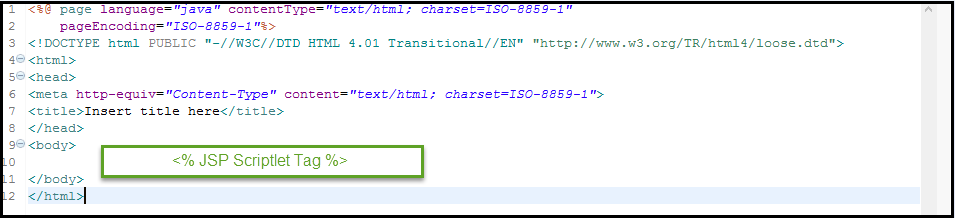 1 <%@ page language="java" contentType="text/html; charset=ISO-8859-1"
2 pageEncoding="ISO-8859-1"%>
3 <!DOCTYPE html PUBLIC "-//W3C//DTD HTML 4.01 Transitional//EN" "http://www.w3.org/TR/html4/loose.dtd">
4 <html>
5 <head>
6 <meta http-equiv="Content-Type" content="text/html; charset=ISO-8859-1">
7 <title>Insert title here</title>
8 </head>
9 <body>
10 <% JSP Scriptlet Tag %>
11 </body>
12 </html>